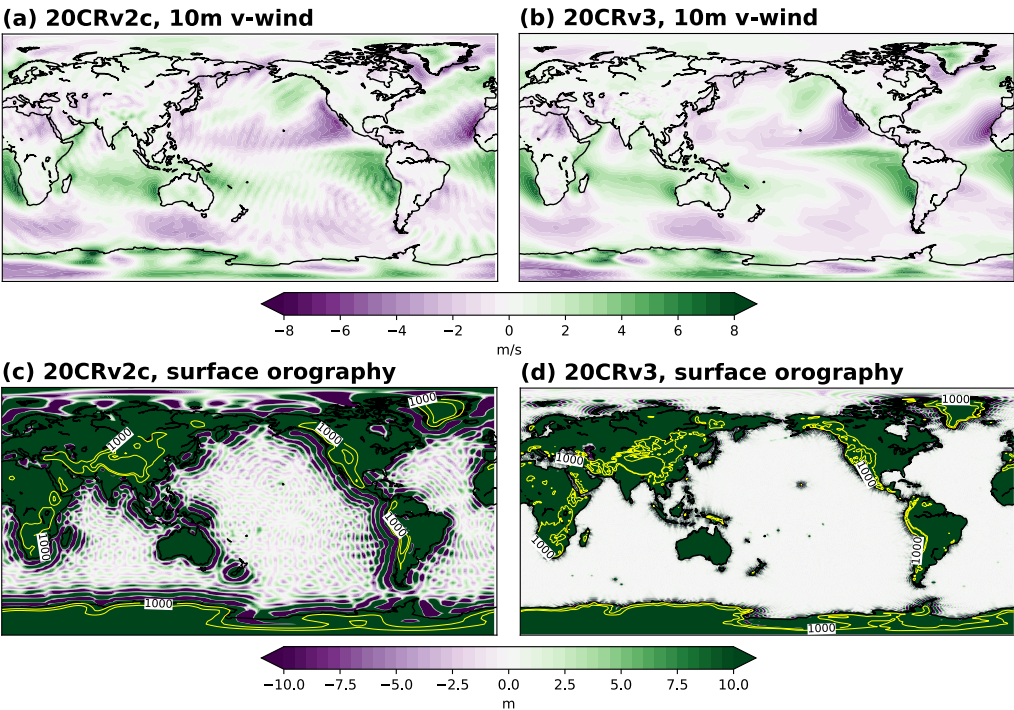 (a) 20CRv2c, 10m v-wind
(b) 20CRv3, 10m v-wind
−8 −6 −4 −2 0 2 4 6 8
m/s
(c) 20CRv2c, surface orography
(d) 20CRv3, surface orography
1000
1000
1000
1000
1000
1000
1000
1000
1000
1000
1000
1000
−10.0 −7.5 −5.0 −2.5 0.0 2.5 5.0 7.5 10.0
m